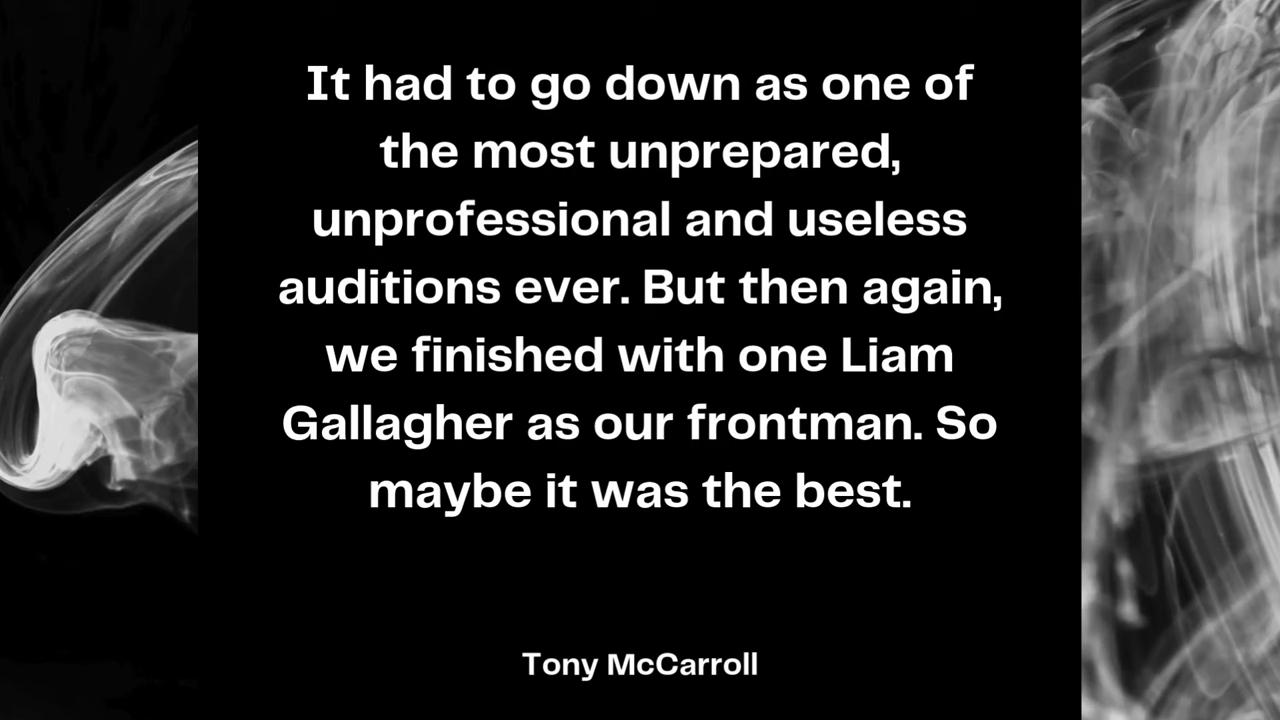 It had to go down as one of
the most unprepared,
unprofessional and useless
auditions ever. But then again,
we finished with one Liam
Gallagher as our frontman. So
maybe it was the best.
Tony McCarroll